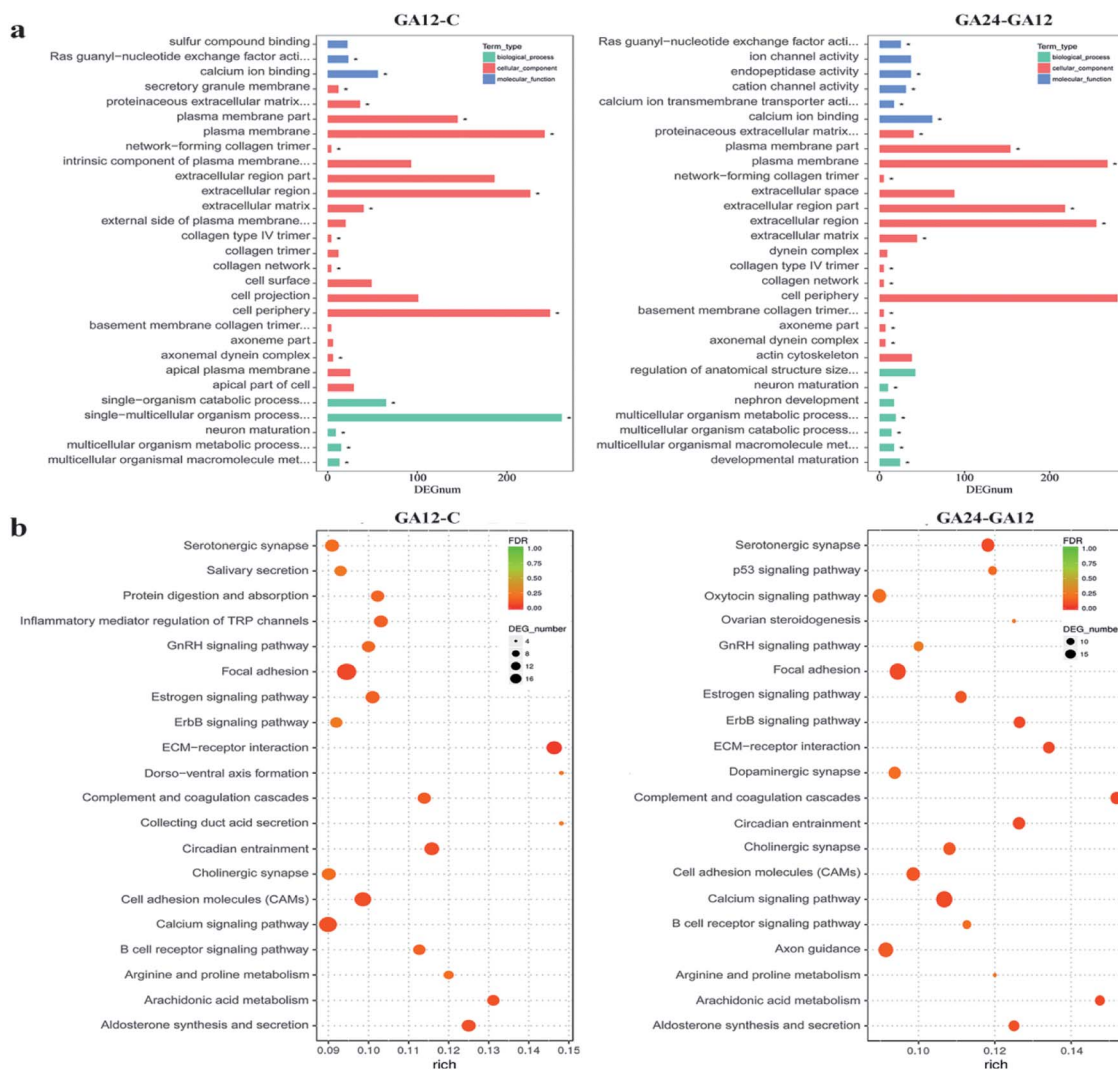 a
GA12-C
sulfur compound binding
Ras guanyl−nucleotide exchange factor acti...
calcium ion binding
secretory granule membrane
proteinaceous extracellular matrix...
plasma membrane part
plasma membrane
network−forming collagen trimer
intrinsic component of plasma membrane...
extracellular region part
extracellular region
extracellular matrix
external side of plasma membrane...
collagen type IV trimer
collagen trimer
collagen network
cell surface
cell projection
cell periphery
basement membrane collagen trimer...
axoneme part
axonemal dynein complex
apical plasma membrane
apical part of cell
single−organism catabolic process...
single−multicellular organism process...
neuron maturation
multicellular organism metabolic process...
multicellular organismal macromolecule met...
Term_type
biological_process
cellular_component
molecular_function
0 100 200
DEGnum
GA24-GA12
Ras guanyl−nucleotide exchange factor acti...
ion channel activity
endopeptidase activity
cation channel activity
calcium ion transmembrane transporter acti...
calcium ion binding
proteinaceous extracellular matrix...
plasma membrane part
plasma membrane
network−forming collagen trimer
extracellular space
extracellular region part
extracellular region
extracellular matrix
dynein complex
collagen type IV trimer
collagen network
cell periphery
basement membrane collagen trimer...
axoneme part
axonemal dynein complex
actin cytoskeleton
regulation of anatomical structure size...
neuron maturation
nephron development
multicellular organism metabolic process...
multicellular organism catabolic process...
multicellular organismal macromolecule met...
developmental maturation
Term_type
biological_process
cellular_component
molecular_function
0 100 200
DEGnum
b
GA12-C
Serotonergic synapse
Salivary secretion
Protein digestion and absorption
Inflammatory mediator regulation of TRP channels
GnRH signaling pathway
Focal adhesion
Estrogen signaling pathway
ErbB signaling pathway
ECM−receptor interaction
Dorso−ventral axis formation
Complement and coagulation cascades
Collecting duct acid secretion
Circadian entrainment
Cholinergic synapse
Cell adhesion molecules (CAMs)
Calcium signaling pathway
B cell receptor signaling pathway
Arginine and proline metabolism
Arachidonic acid metabolism
Aldosterone synthesis and secretion
FDR
1.00
0.75
0.50
0.25
0.00
DEG_number
4
8
12
16
0.09 0.10 0.11 0.12 0.13 0.14 0.15
rich
GA24-GA12
Serotonergic synapse
p53 signaling pathway
Oxytocin signaling pathway
Ovarian steroidogenesis
GnRH signaling pathway
Focal adhesion
Estrogen signaling pathway
ErbB signaling pathway
ECM−receptor interaction
Dopaminergic synapse
Complement and coagulation cascades
Circadian entrainment
Cholinergic synapse
Cell adhesion molecules (CAMs)
Calcium signaling pathway
B cell receptor signaling pathway
Axon guidance
Arginine and proline metabolism
Arachidonic acid metabolism
Aldosterone synthesis and secretion
FDR
1.00
0.75
0.50
0.25
0.00
DEG_number
10
15
0.10 0.12 0.14
rich